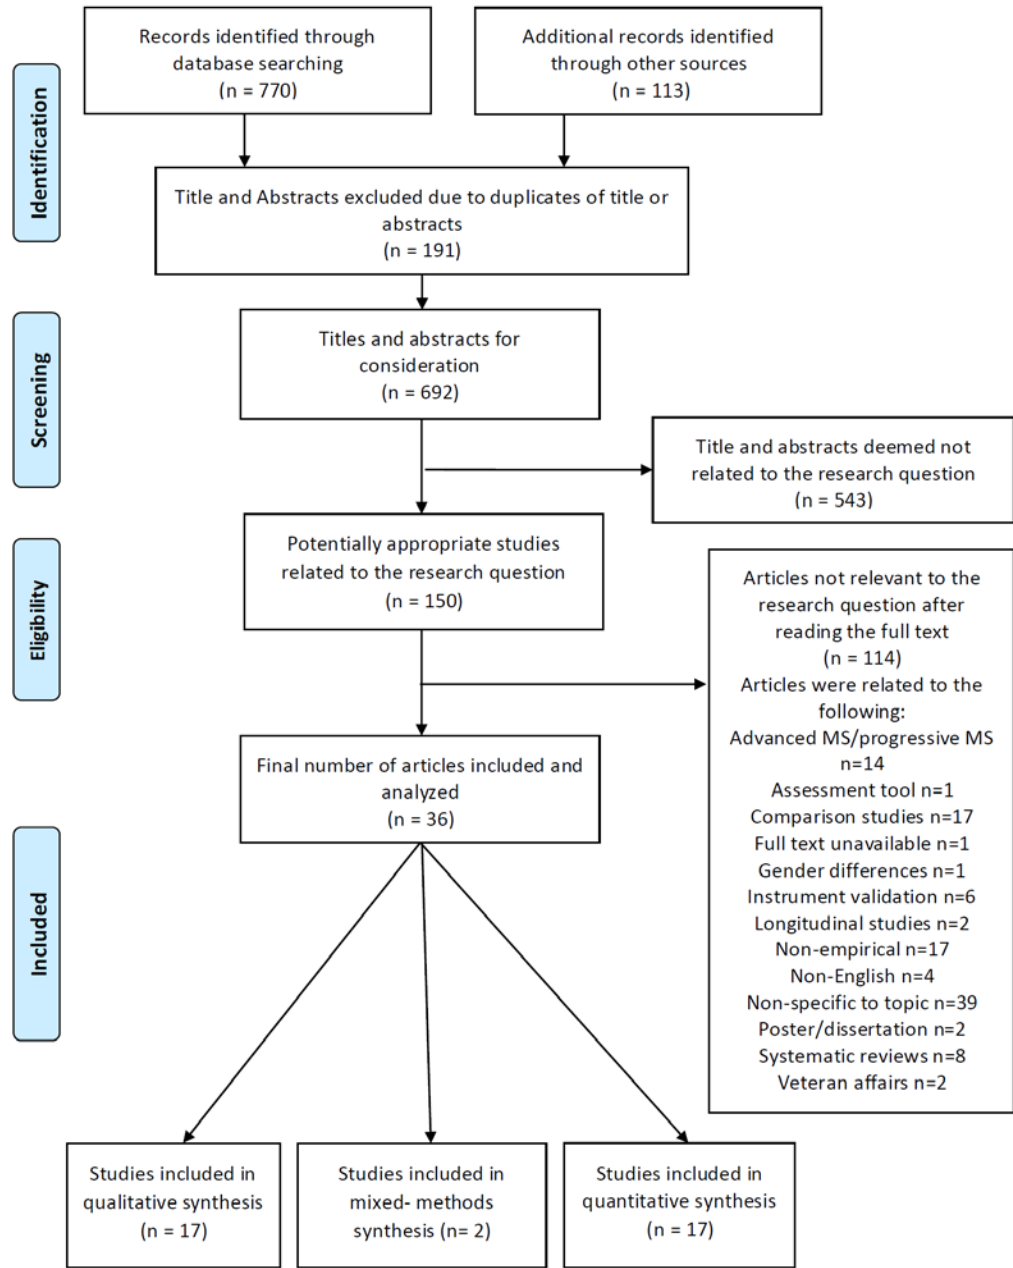 Records identified through
database searching
(n = 770)
Additional records identified
through other sources
(n = 113)
Identification
Title and Abstracts excluded due to duplicates of title or
abstracts
(n = 191)
Screening
Titles and abstracts for
consideration
(n = 692)
Title and abstracts deemed not
related to the research question
(n = 543)
Eligibility
Potentially appropriate studies
related to the research question
(n = 150)
Articles not relevant to the
research question after
reading the full text
(n = 114)
Articles were related to the
following:
Advanced MS/progressive MS
n=14
Assessment tool n=1
Comparison studies n=17
Full text unavailable n=1
Gender differences n=1
Instrument validation n=6
Longitudinal studies n=2
Non-empirical n=17
Non-English n=4
Non-specific to topic n=39
Poster/dissertation n=2
Systematic reviews n=8
Veteran affairs n=2
Included
Final number of articles included and
analyzed
(n = 36)
Studies included in
qualitative synthesis
(n = 17)
Studies included in
mixed- methods
synthesis (n= 2)
Studies included in
quantitative synthesis
(n = 17)